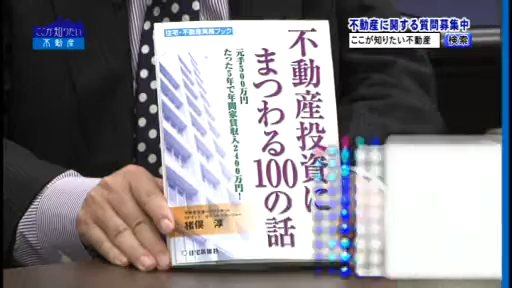 ここが知りたい
不動産
不動産に関する質問募集中
ここが知りたい不動産
検索
住宅・不動産実務ブック
不動産投資に
まつわる100の話
元手500万円
たった5年で年間家賃収入2400万円!
猪俣 淳
住宅新報社